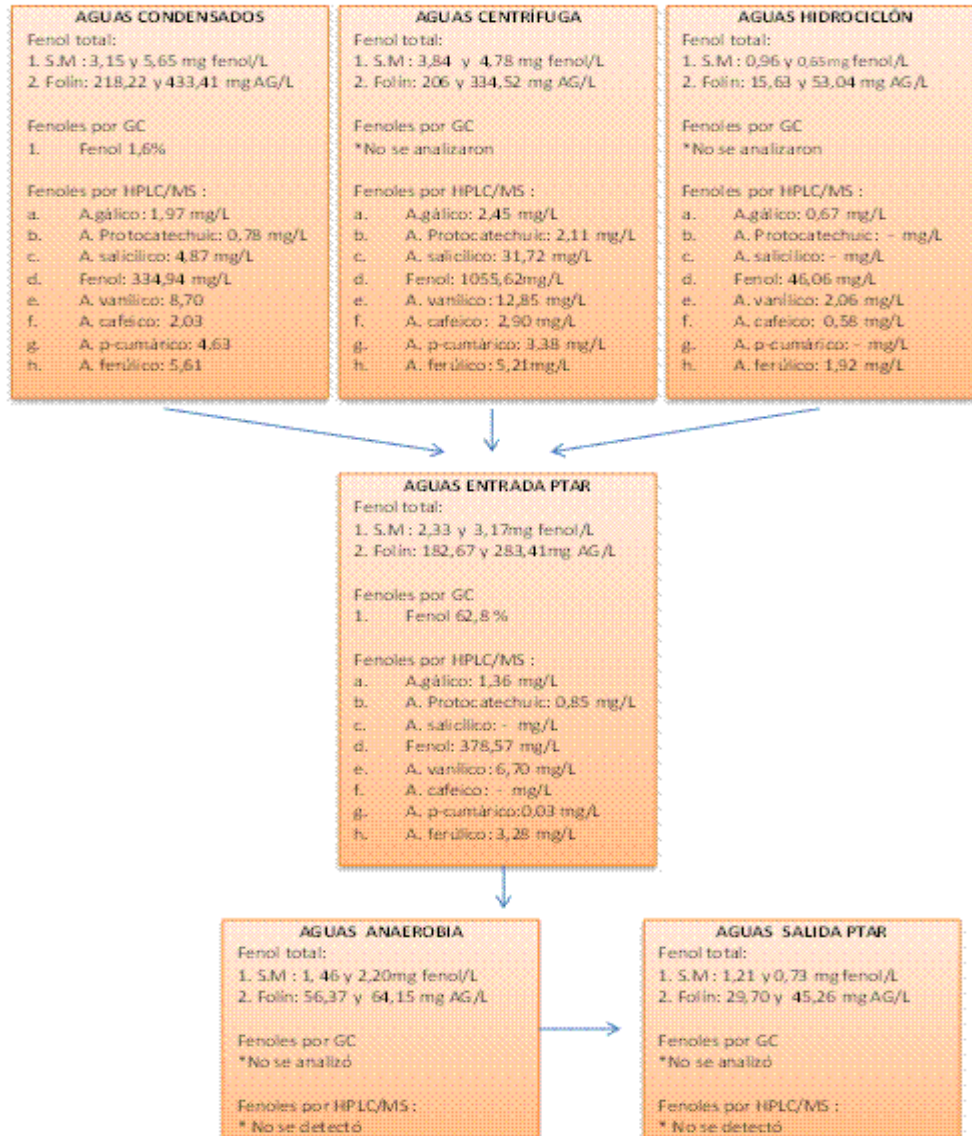 AGUAS CONDENSADOS
Fenol total:
1. S.M : 3,15 y 5,65 mg fenol/L
2. Folin: 218,22 y 433,41 mg AG/L
Fenoles por GC
1. Fenol 1,6%
Fenoles por HPLC/MS :
a. A.gálico: 1,97 mg/L
b. A. Protocatechuic: 0,78 mg/L
c. A. salicílico: 4,87 mg/L
d. Fenol: 334,94 mg/L
e. A. vanílico: 8,70
f. A. cafeico: 2,03
g. A. p-cumárico: 4,63
h. A. ferúlico: 5,61
AGUAS CENTRÍFUGA
Fenol total:
1. S.M : 3,84 y 4,78 mg fenol/L
2. Folin: 206 y 334,52 mg AG/L
Fenoles por GC
*No se analizaron
Fenoles por HPLC/MS :
a. A.gálico: 2,45 mg/L
b. A. Protocatechuic: 2,11 mg/L
c. A. salicílico: 31,72 mg/L
d. Fenol: 1055,62mg/L
e. A. vanílico: 12,85 mg/L
f. A. cafeico: 2,90 mg/L
g. A. p-cumárico: 3,38 mg/L
h. A. ferúlico: 5,21mg/L
AGUAS HIDROCICLÓN
Fenol total:
1. S.M : 0,96 y 0,65mg fenol/L
2. Folin: 15,63 y 53,04 mg AG/L
Fenoles por GC
*No se analizaron
Fenoles por HPLC/MS :
a. A.gálico: 0,67 mg/L
b. A. Protocatechuic: - mg/L
c. A. salicílico: - mg/L
d. Fenol: 46,06 mg/L
e. A. vanílico: 2,06 mg/L
f. A. cafeico: 0,58 mg/L
g. A. p-cumárico: - mg/L
h. A. ferúlico: 1,92 mg/L
AGUAS ENTRADA PTAR
Fenol total:
1. S.M : 2,33 y 3,17mg fenol/L
2. Folin: 182,67 y 283,41mg AG/L
Fenoles por GC
1. Fenol 62,8 %
Fenoles por HPLC/MS :
a. A.gálico: 1,36 mg/L
b. A. Protocatechuic: 0,85 mg/L
c. A. salicílico: - mg/L
d. Fenol: 378,57 mg/L
e. A. vanílico: 6,70 mg/L
f. A. cafeico: - mg/L
g. A. p-cumárico:0,03 mg/L
h. A. ferúlico: 3,28 mg/L
AGUAS ANAEROBIA
Fenol total:
1. S.M : 1, 46 y 2,20mg fenol/L
2. Folin: 56,37 y 64,15 mg AG/L
Fenoles por GC
*No se analizó
Fenoles por HPLC/MS :
* No se detectó
AGUAS SALIDA PTAR
Fenol total:
1. S.M : 1,21 y 0,73 mg fenol/L
2. Folin: 29,70 y 45,26 mg AG/L
Fenoles por GC
*No se analizó
Fenoles por HPLC/MS :
* No se detectó